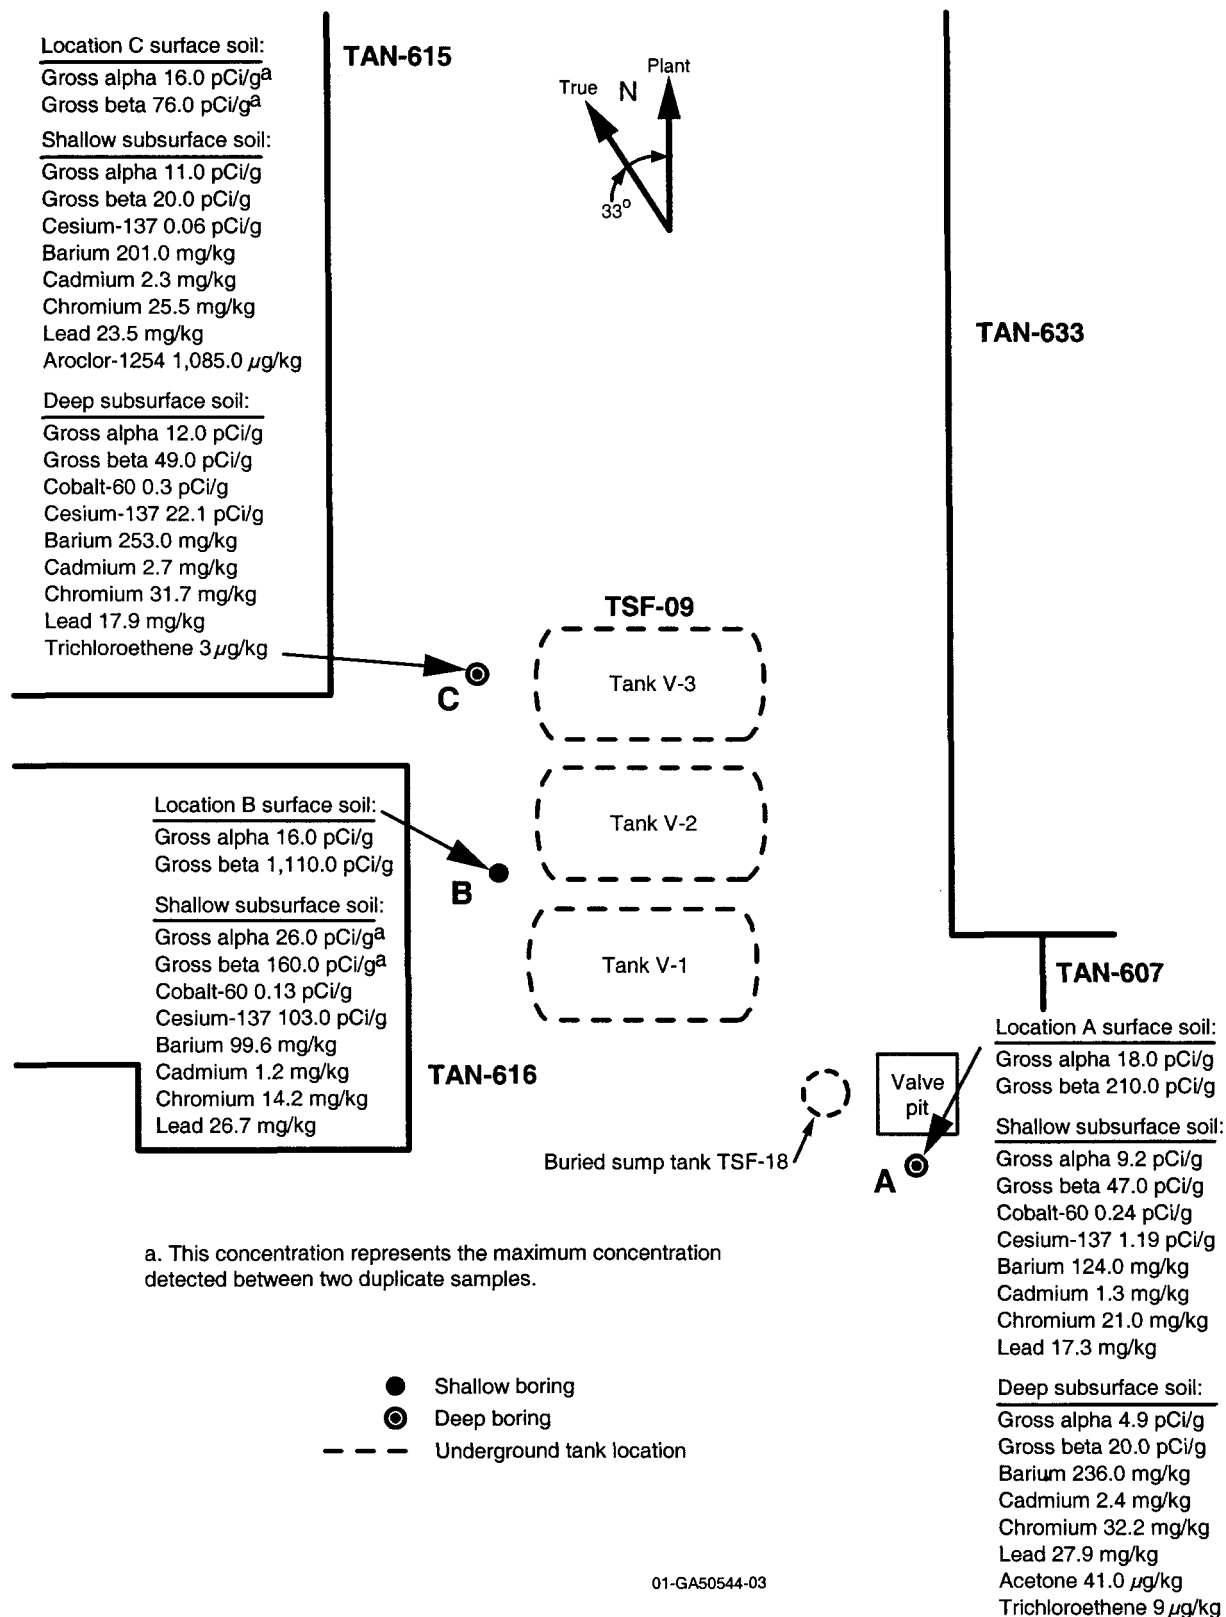 Location C surface soil:
Gross alpha 16.0 pCi/gª
Gross beta 76.0 pCi/gª
Shallow subsurface soil:
Gross alpha 11.0 pCi/g
Gross beta 20.0 pCi/g
Cesium-137 0.06 pCi/g
Barium 201.0 mg/kg
Cadmium 2.3 mg/kg
Chromium 25.5 mg/kg
Lead 23.5 mg/kg
Aroclor-1254 1,085.0 µg/kg
Deep subsurface soil:
Gross alpha 12.0 pCi/g
Gross beta 49.0 pCi/g
Cobalt-60 0.3 pCi/g
Cesium-137 22.1 pCi/g
Barium 253.0 mg/kg
Cadmium 2.7 mg/kg
Chromium 31.7 mg/kg
Lead 17.9 mg/kg
Trichloroethene 3 µg/kg
TAN-615
True N Plant
33°
TAN-633
TSF-09
C
Tank V-3
Location B surface soil:
Gross alpha 16.0 pCi/g
Gross beta 1,110.0 pCi/g
Shallow subsurface soil:
Gross alpha 26.0 pCi/gª
Gross beta 160.0 pCi/gª
Cobalt-60 0.13 pCi/g
Cesium-137 103.0 pCi/g
Barium 99.6 mg/kg
Cadmium 1.2 mg/kg
Chromium 14.2 mg/kg
Lead 26.7 mg/kg
B
Tank V-2
Tank V-1
TAN-616
TAN-607
Valve
pit
Buried sump tank TSF-18
A
Location A surface soil:
Gross alpha 18.0 pCi/g
Gross beta 210.0 pCi/g
Shallow subsurface soil:
Gross alpha 9.2 pCi/g
Gross beta 47.0 pCi/g
Cobalt-60 0.24 pCi/g
Cesium-137 1.19 pCi/g
Barium 124.0 mg/kg
Cadmium 1.3 mg/kg
Chromium 21.0 mg/kg
Lead 17.3 mg/kg
Deep subsurface soil:
Gross alpha 4.9 pCi/g
Gross beta 20.0 pCi/g
Barium 236.0 mg/kg
Cadmium 2.4 mg/kg
Chromium 32.2 mg/kg
Lead 27.9 mg/kg
Acetone 41.0 µg/kg
Trichloroethene 9 µg/kg
a. This concentration represents the maximum concentration
detected between two duplicate samples.
Shallow boring
Deep boring
Underground tank location
01-GA50544-03